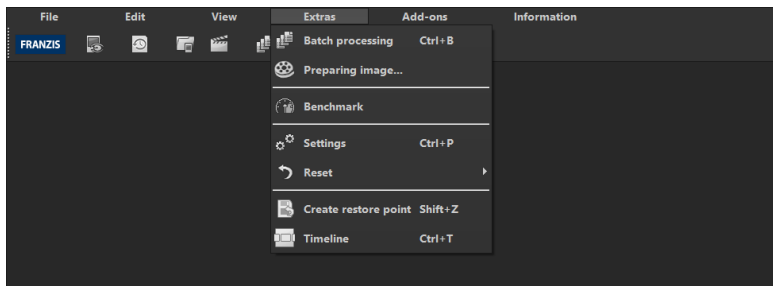 File Edit View Extras Add-ons Information
FRANZIS
Batch processing Ctrl+B
Preparing image...
Benchmark
Settings Ctrl+P
Reset
Create restore point Shift+Z
Timeline Ctrl+T